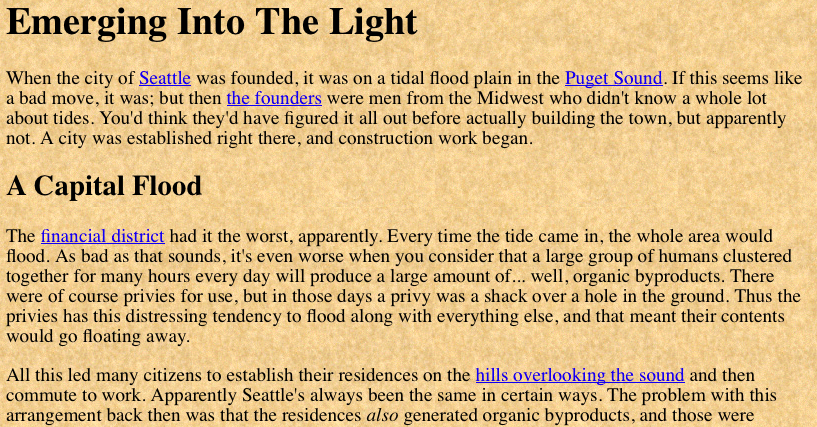 Emerging Into The Light
When the city of Seattle was founded, it was on a tidal flood plain in the Puget Sound. If this seems like
a bad move, it was; but then the founders were men from the Midwest who didn't know a whole lot
about tides. You'd think they'd have figured it all out before actually building the town, but apparently
not. A city was established right there, and construction work began.
A Capital Flood
The financial district had it the worst, apparently. Every time the tide came in, the whole area would
flood. As bad as that sounds, it's even worse when you consider that a large group of humans clustered
together for many hours every day will produce a large amount of... well, organic byproducts. There
were of course privies for use, but in those days a privy was a shack over a hole in the ground. Thus the
privies has this distressing tendency to flood along with everything else, and that meant their contents
would go floating away.
All this led many citizens to establish their residences on the hills overlooking the sound and then
commute to work. Apparently Seattle's always been the same in certain ways. The problem with this
arrangement back then was that the residences also generated organic byproducts, and those were